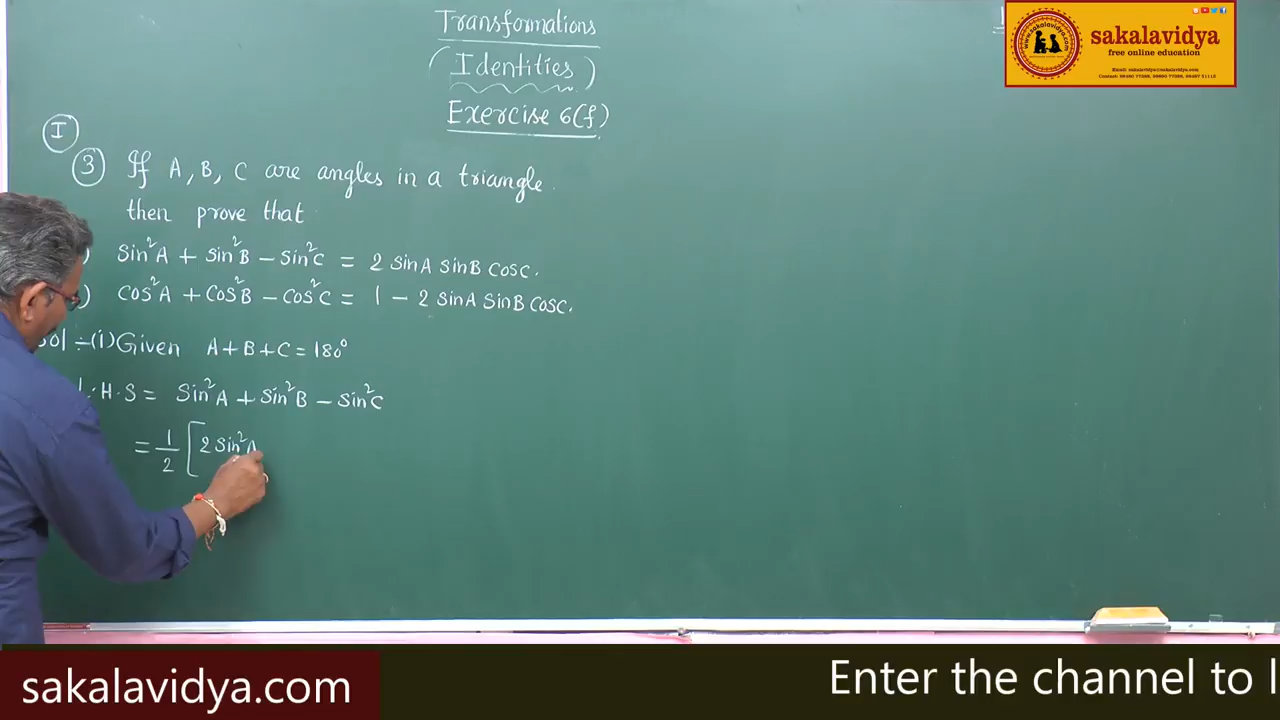 Transformations
(Identities)
Exercise 6(f)
I
3 If A, B, C are angles in a triangle.
then prove that
) Sin²A + Sin²B - Sin²C = 2 SinA SinB Cosc.
) Cos²A + Cos²B - Cos²C = 1 - 2 SinA SinB Cosc.
Sol :- (i) Given A + B + C = 180°
L.H.S = Sin²A + Sin²B - Sin²C
= 1/2 [ 2 Sin²A
sakalavidya
free online education
sakalavidya.com
Enter the channel to l